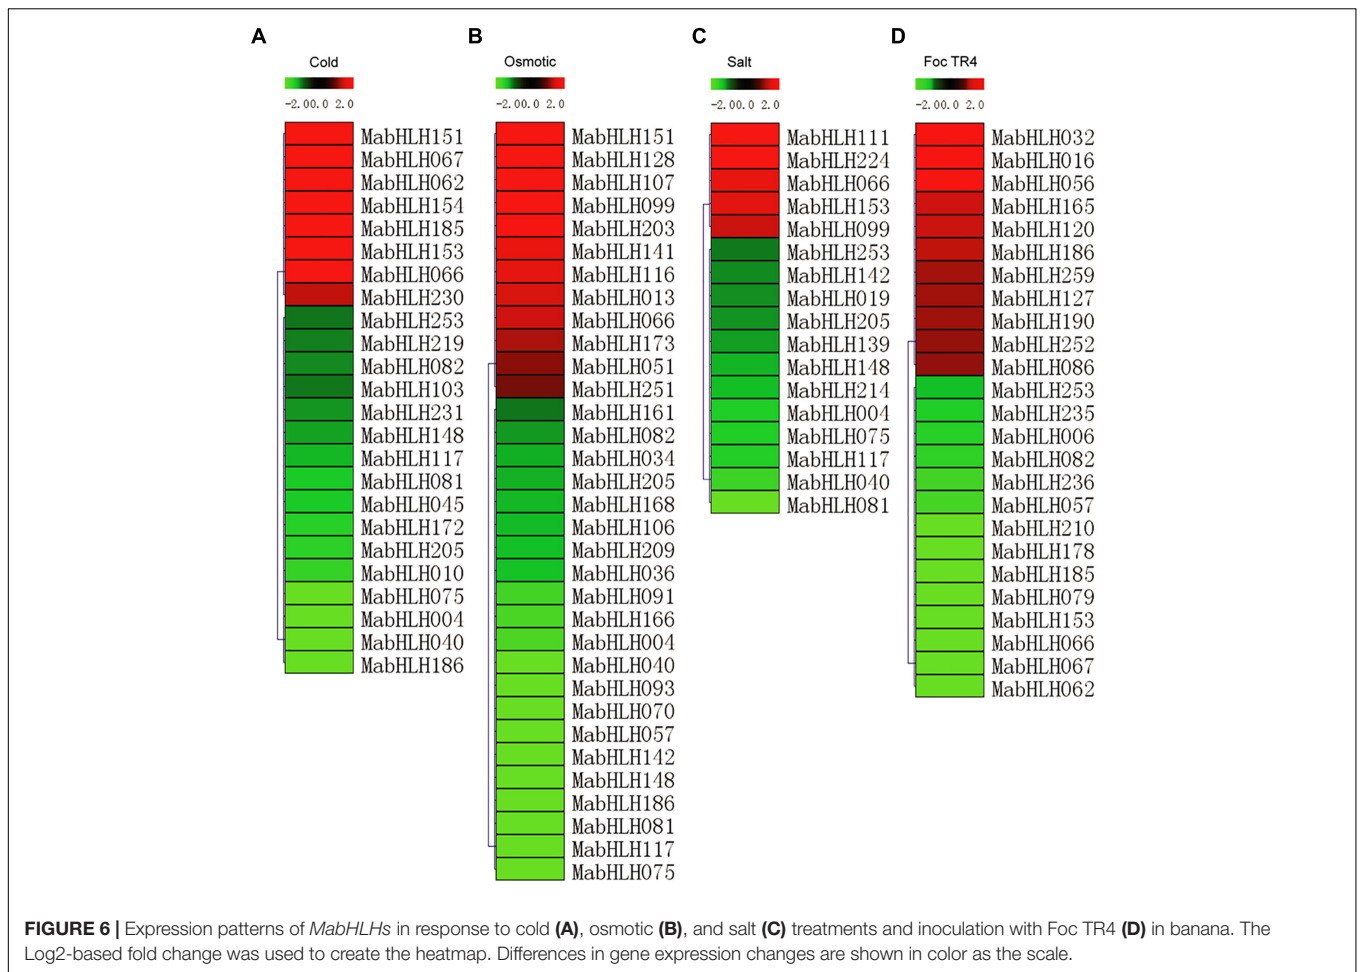 A
Cold
-2.00.0 2.0
MabHLH151
MabHLH067
MabHLH062
MabHLH154
MabHLH185
MabHLH153
MabHLH066
MabHLH230
MabHLH253
MabHLH219
MabHLH082
MabHLH103
MabHLH231
MabHLH148
MabHLH117
MabHLH081
MabHLH045
MabHLH172
MabHLH205
MabHLH010
MabHLH075
MabHLH004
MabHLH040
MabHLH186
B
Osmotic
-2.00.0 2.0
MabHLH151
MabHLH128
MabHLH107
MabHLH099
MabHLH203
MabHLH141
MabHLH116
MabHLH013
MabHLH066
MabHLH173
MabHLH051
MabHLH251
MabHLH161
MabHLH082
MabHLH034
MabHLH205
MabHLH168
MabHLH106
MabHLH209
MabHLH036
MabHLH091
MabHLH166
MabHLH004
MabHLH040
MabHLH093
MabHLH070
MabHLH057
MabHLH142
MabHLH148
MabHLH186
MabHLH081
MabHLH117
MabHLH075
C
Salt
-2.00.0 2.0
MabHLH111
MabHLH224
MabHLH066
MabHLH153
MabHLH099
MabHLH253
MabHLH142
MabHLH019
MabHLH205
MabHLH139
MabHLH148
MabHLH214
MabHLH004
MabHLH075
MabHLH117
MabHLH040
MabHLH081
D
Foc TR4
-2.00.0 2.0
MabHLH032
MabHLH016
MabHLH056
MabHLH165
MabHLH120
MabHLH186
MabHLH259
MabHLH127
MabHLH190
MabHLH252
MabHLH086
MabHLH253
MabHLH235
MabHLH006
MabHLH082
MabHLH236
MabHLH057
MabHLH210
MabHLH178
MabHLH185
MabHLH079
MabHLH153
MabHLH066
MabHLH067
MabHLH062
FIGURE 6 | Expression patterns of MabHLHs in response to cold (A), osmotic (B), and salt (C) treatments and inoculation with Foc TR4 (D) in banana. The
Log2-based fold change was used to create the heatmap. Differences in gene expression changes are shown in color as the scale.